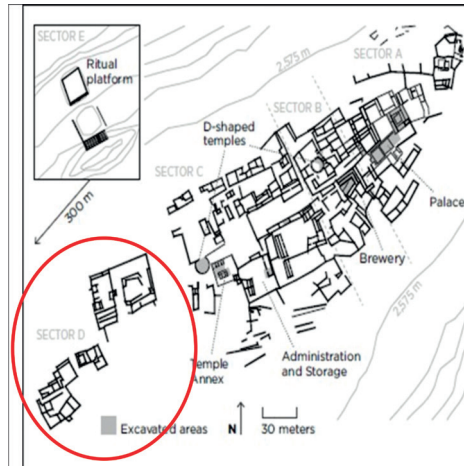 SECTOR E
Ritual
platform
2,575 m
SECTOR A
SECTOR B
D-shaped
temples
SECTOR C
300 m
Palace
Brewery
2,575 m
SECTOR D
Temple
Annex
Administration
and Storage
Excavated areas
N
30 meters